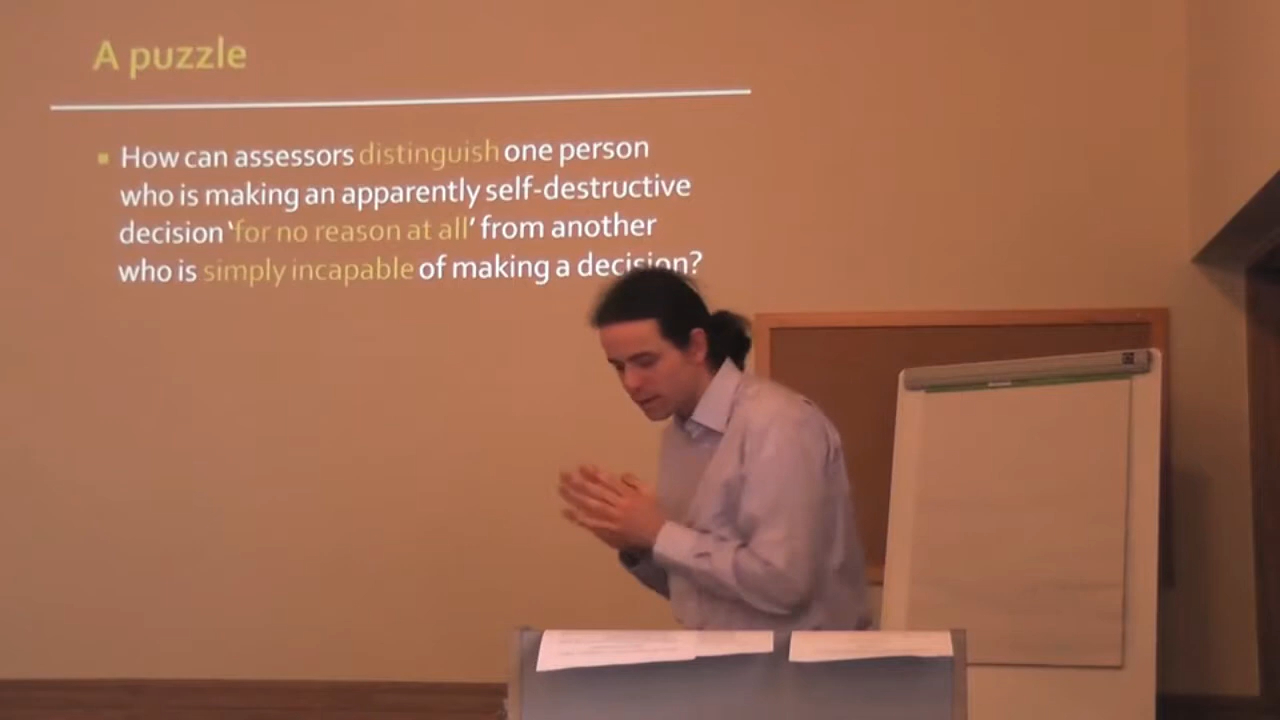 A puzzle
How can assessors distinguish one person
who is making an apparently self-destructive
decision ‘for no reason at all’ from another
who is simply incapable of making a decision?